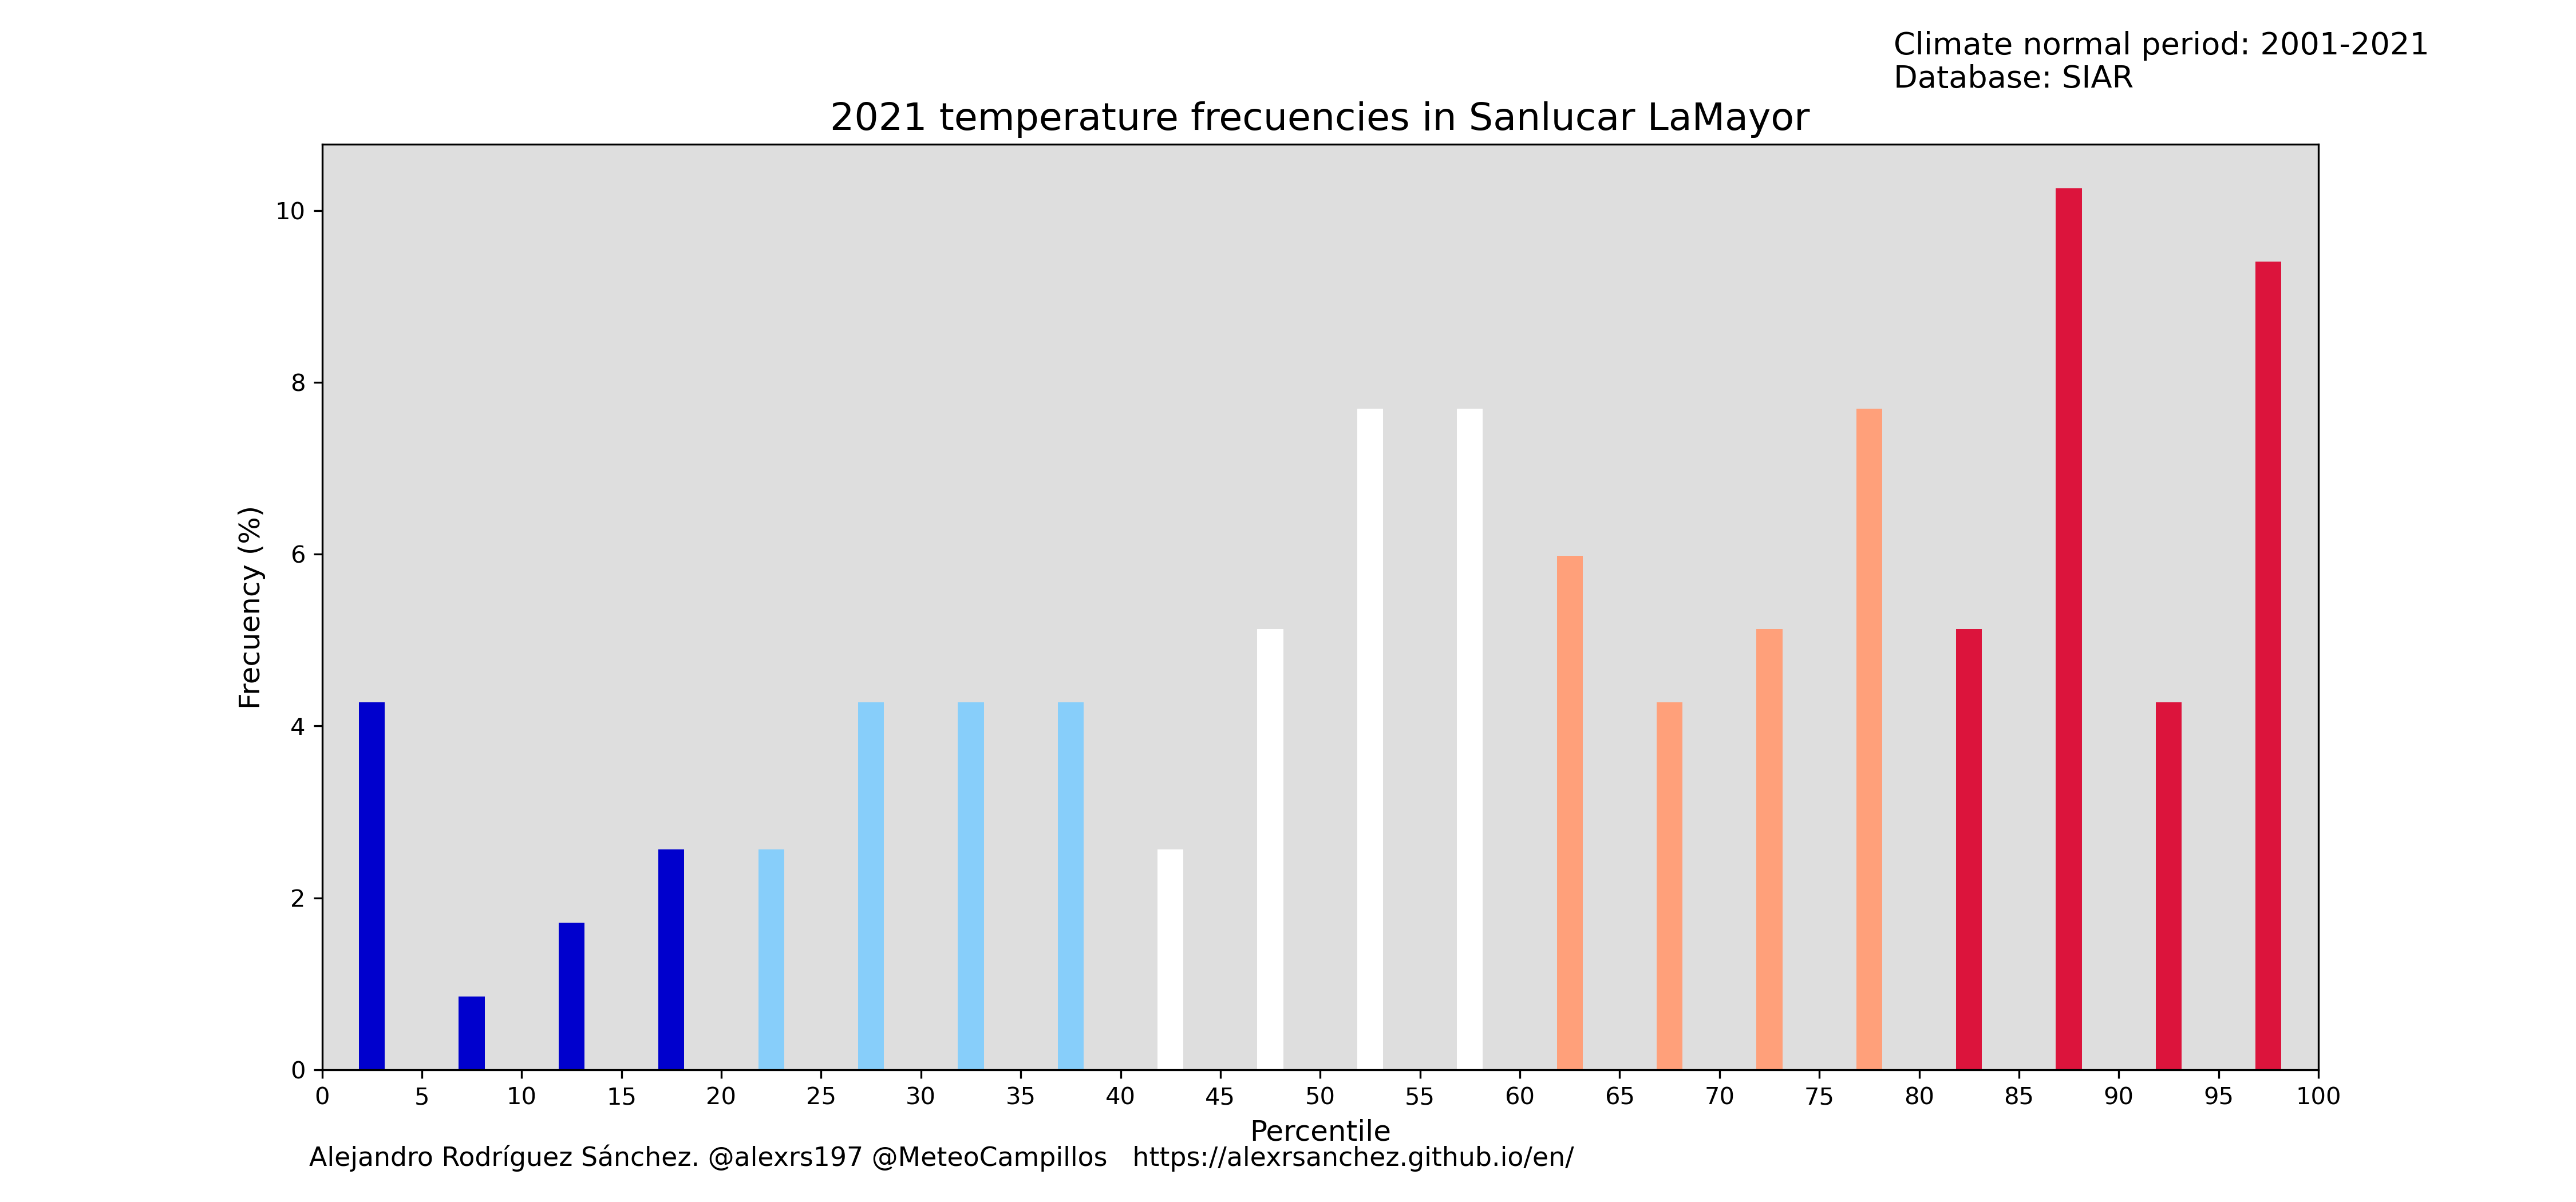 Climate normal period: 2001-2021
Database: SIAR
2021 temperature frecuencies in Sanlucar LaMayor
Frecuency (%)
10
8
6
4
2
0
0 5 10 15 20 25 30 35 40 45 50 55 60 65 70 75 80 85 90 95 100
Percentile
Alejandro Rodríguez Sánchez. @alexrs197 @MeteoCampillos https://alexrsanchez.github.io/en/